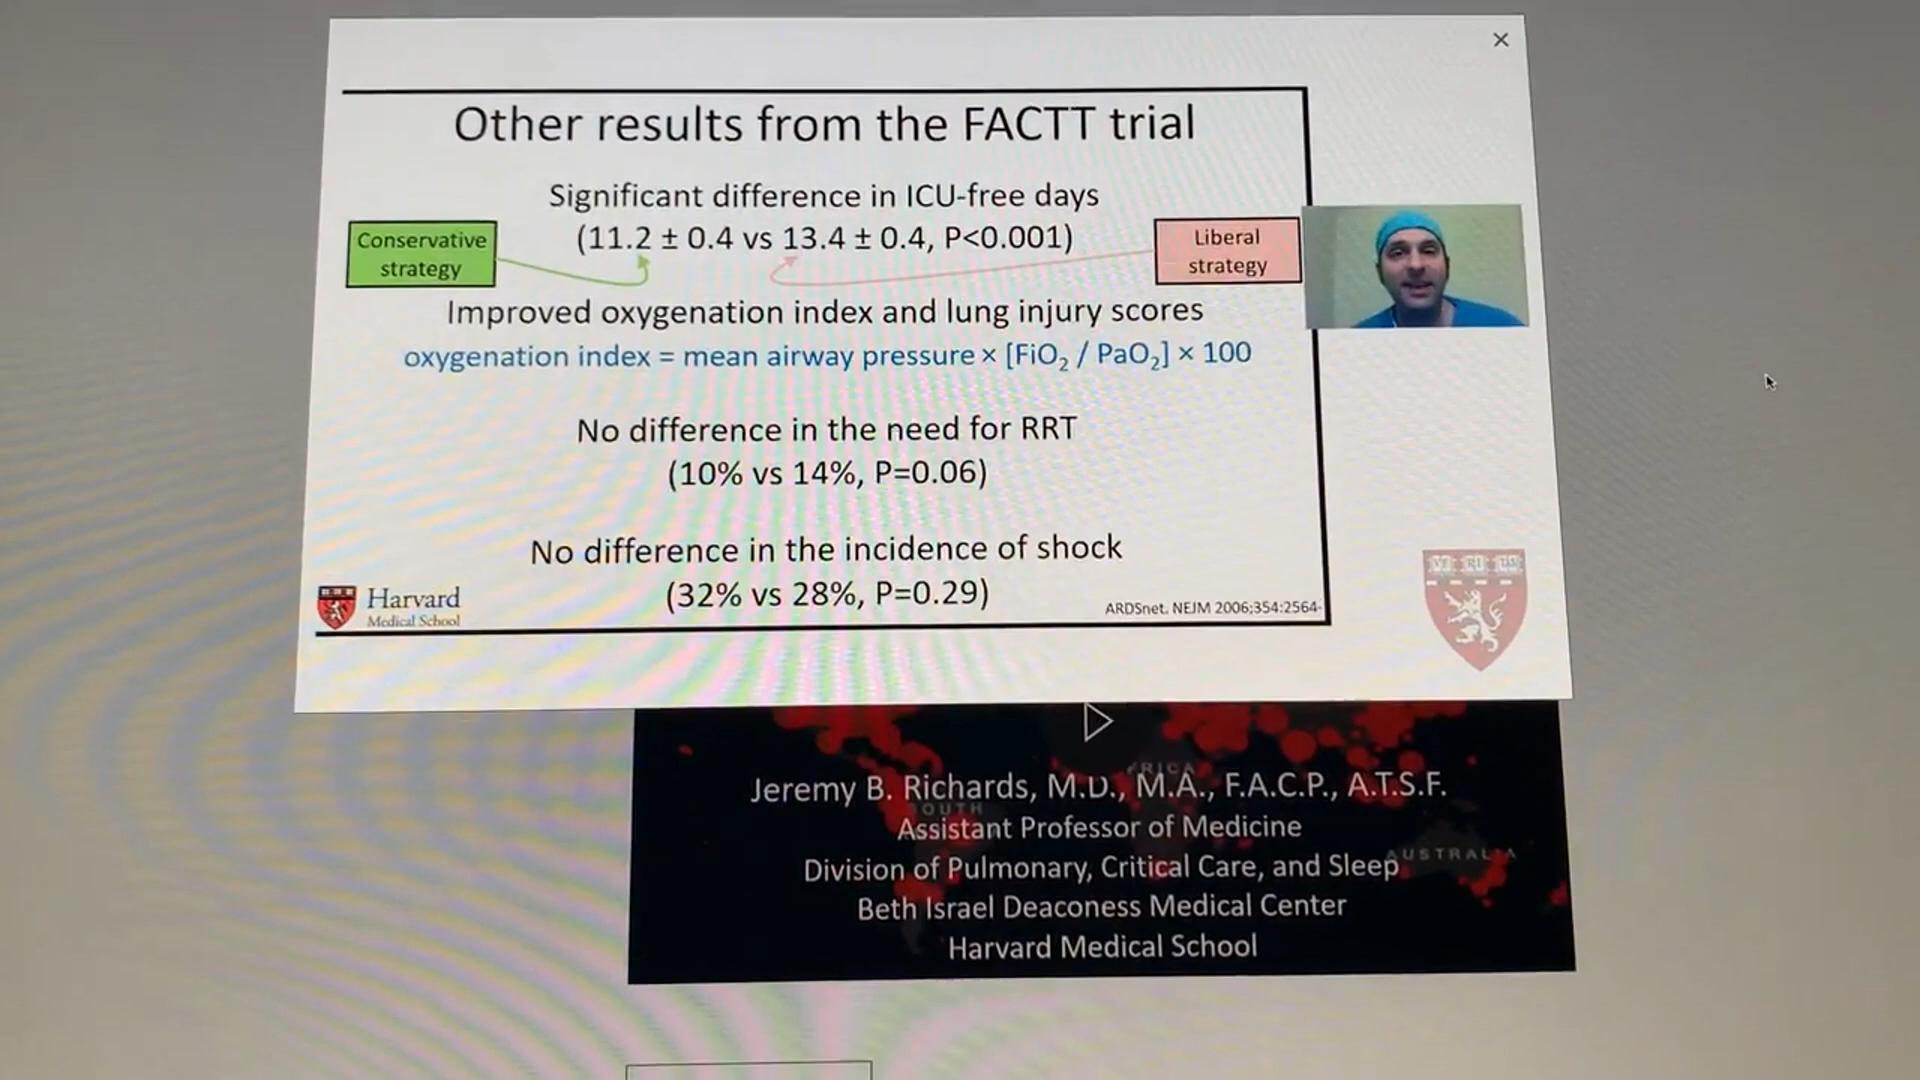 Other results from the FACTT trial
Significant difference in ICU-free days
(11.2 ± 0.4 vs 13.4 ± 0.4, P<0.001)
Conservative
strategy
Liberal
strategy
Improved oxygenation index and lung injury scores
oxygenation index = mean airway pressure × [FiO₂ / PaO₂] × 100
No difference in the need for RRT
(10% vs 14%, P=0.06)
No difference in the incidence of shock
(32% vs 28%, P=0.29)
Harvard
Medical School
ARDSnet. NEJM 2006;354:2564-
VE RI TAS
Jeremy B. Richards, M.D., M.A., F.A.C.P., A.T.S.F.
SOUTH
Assistant Professor of Medicine
AUSTRALIA
Division of Pulmonary, Critical Care, and Sleep
Beth Israel Deaconess Medical Center
Harvard Medical School